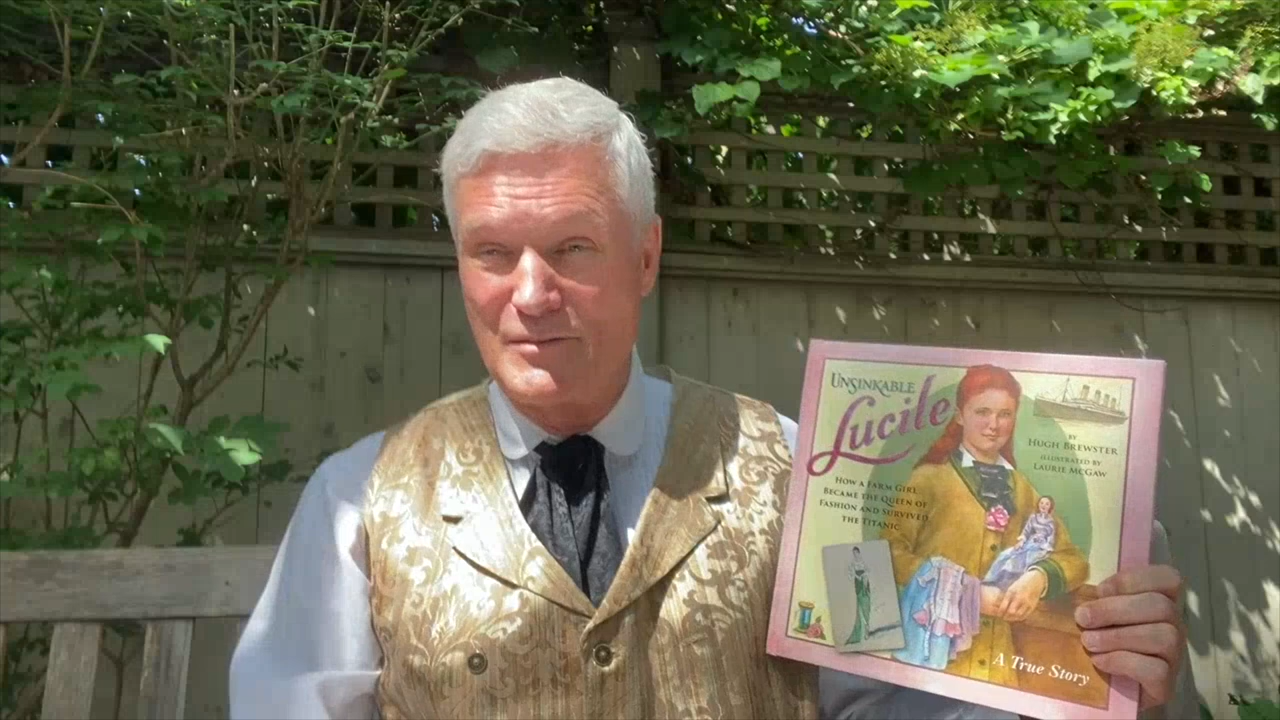 UNSINKABLE
Lucile
BY
HUGH BREWSTER
ILLUSTRATED BY
LAURIE MCGAW
HOW A FARM GIRL
BECAME THE QUEEN OF
FASHION AND SURVIVED
THE TITANIC
A True Story